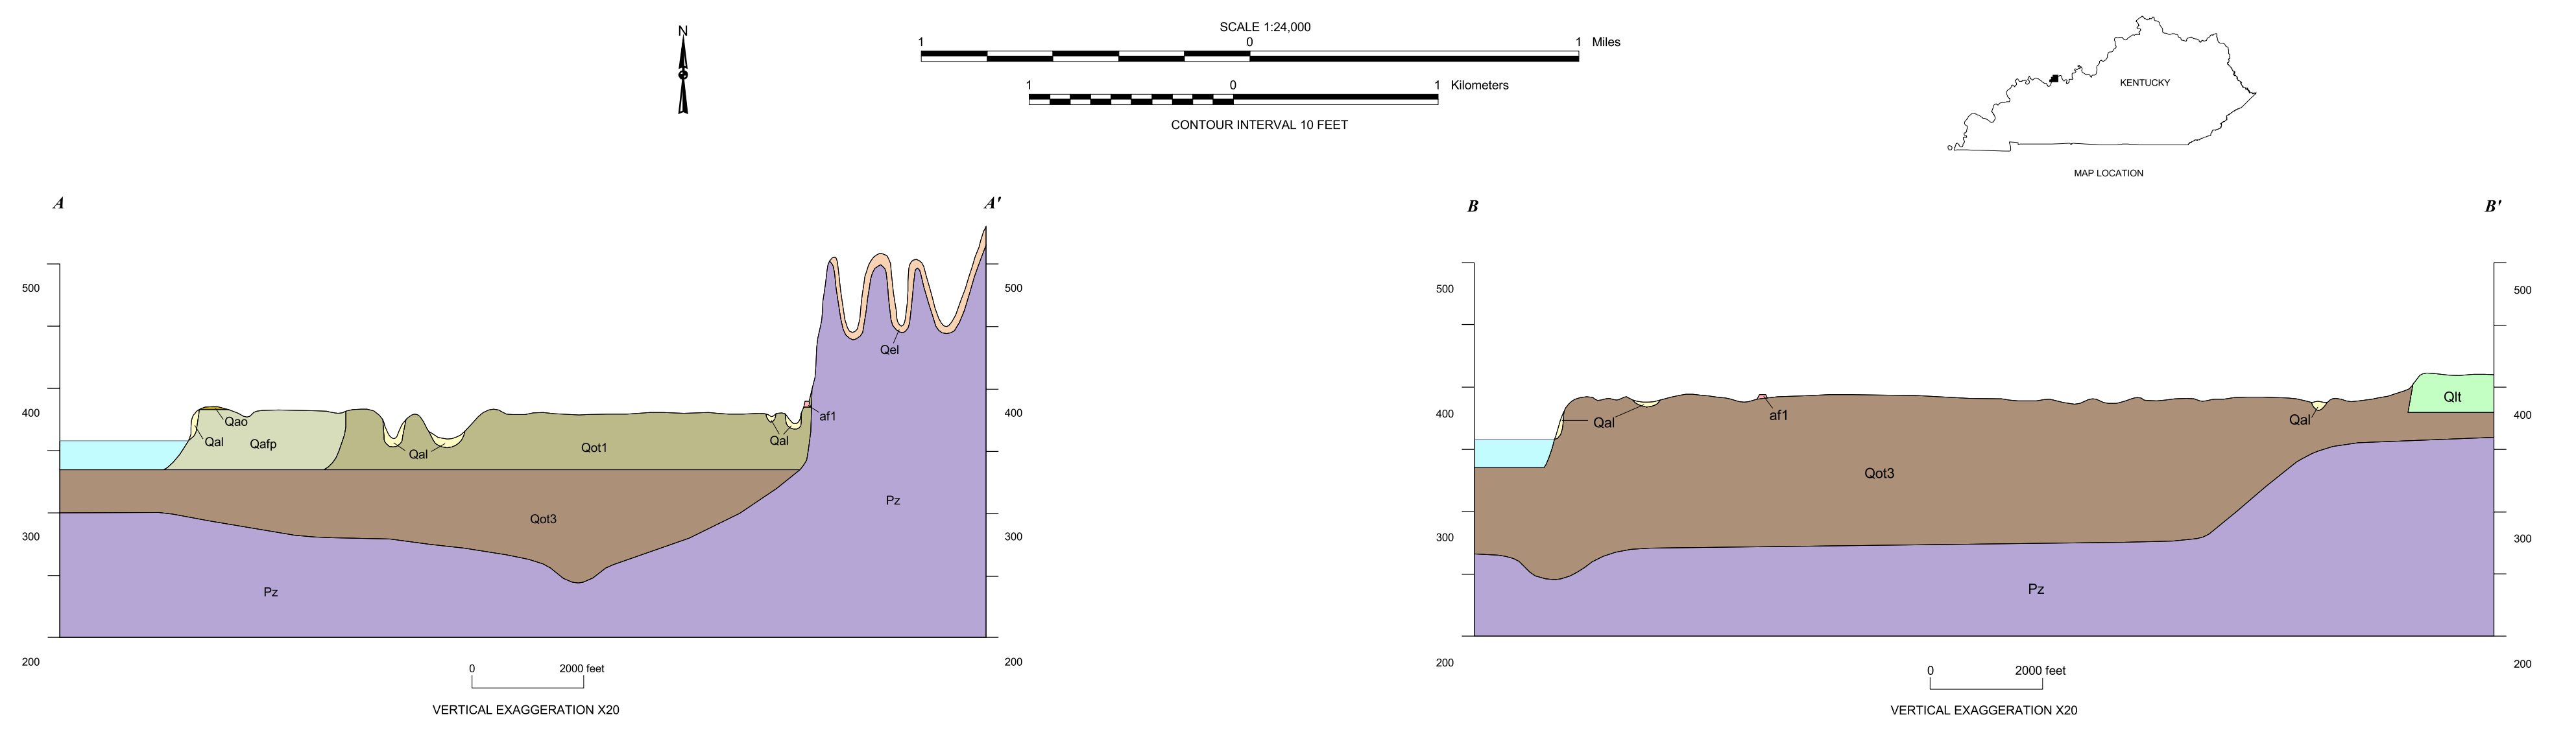 N
SCALE 1:24,000
1 0 1 Miles
1 0 1 Kilometers
CONTOUR INTERVAL 10 FEET
KENTUCKY
MAP LOCATION
A A'
500 500
400 400
300 300
200 200
Qel
Qao
Qal
Qafp
Qal
Qot1
Qal
af1
Pz
Qot3
Pz
0 2000 feet
VERTICAL EXAGGERATION X20
B B'
500 500
400 400
300 300
200 200
Qlt
Qal
af1
Qal
Qot3
Pz
0 2000 feet
VERTICAL EXAGGERATION X20